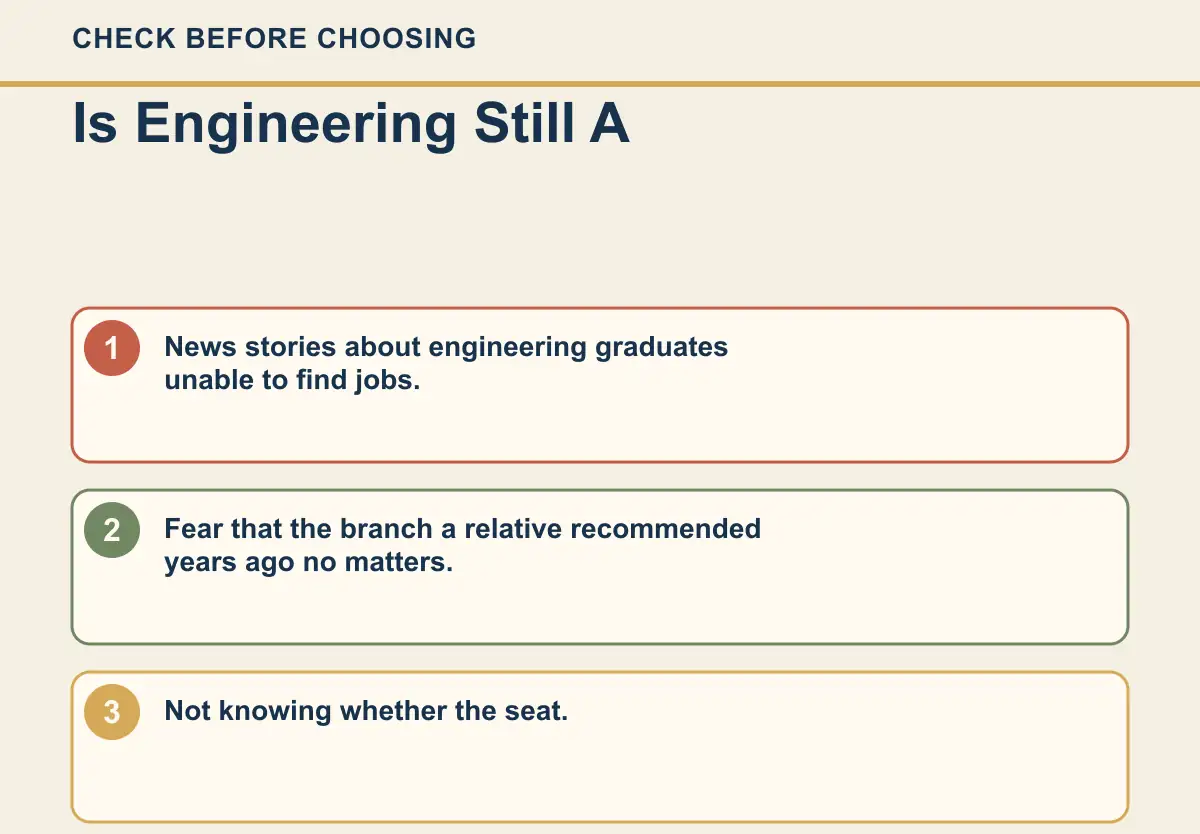 CHECK BEFORE CHOOSING
Is Engineering Still A
1
News stories about engineering graduates
unable to find jobs.
2
Fear that the branch a relative recommended
years ago no matters.
3
Not knowing whether the seat.